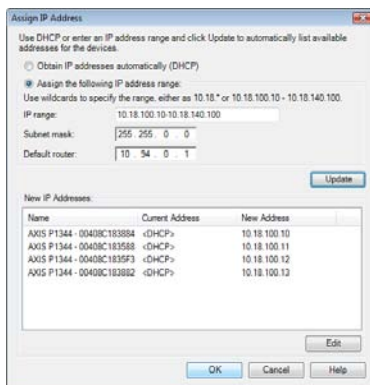 Assign IP Address
Use DHCP or enter an IP address range and click Update to automatically list available
addresses for the devices.
Obtain IP addresses automatically (DHCP)
Assign the following IP address range:
Use wildcards to specify the range, either as 10.18.* or 10.18.100.10 - 10.18.140.100.
IP range: 10.18.100.10-10.18.140.100
Subnet mask: 255 . 255 . 0 . 0
Default router: 10 . 94 . 0 . 1
Update
New IP Addresses:
Name Current Address New Address
AXIS P1344 - 00408C183884 <DHCP> 10.18.100.10
AXIS P1344 - 00408C183588 <DHCP> 10.18.100.11
AXIS P1344 - 00408C1835F3 <DHCP> 10.18.100.12
AXIS P1344 - 00408C183882 <DHCP> 10.18.100.13
Edit
OK Cancel Help